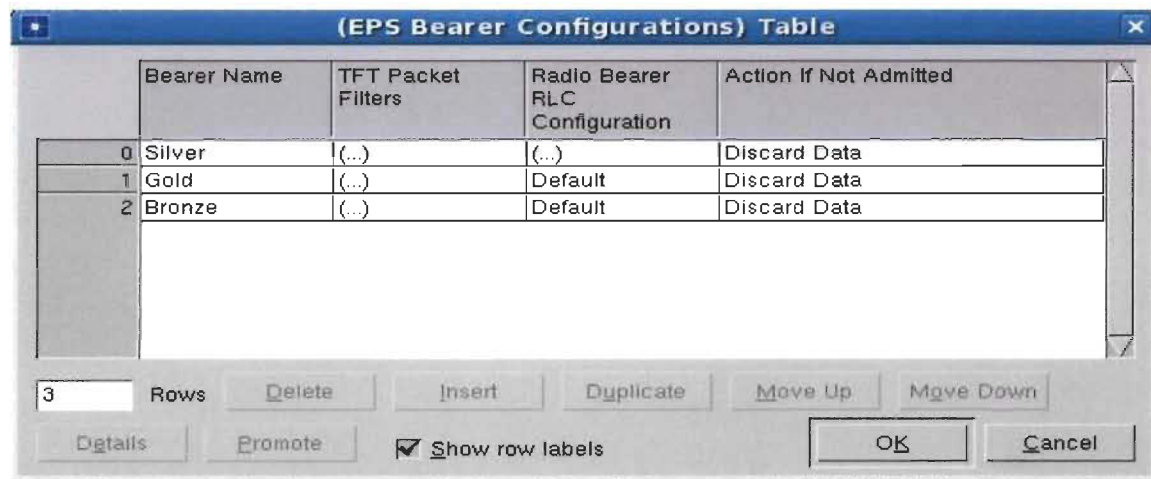 (EPS Bearer Configurations) Table
Bearer Name TFT Packet Filters Radio Bearer RLC Configuration Action If Not Admitted
0 Silver (...) (...) Discard Data
1 Gold (...) Default Discard Data
2 Bronze (...) Default Discard Data
3 Rows Delete Insert Duplicate Move Up Move Down
Details Promote Show row labels OK Cancel